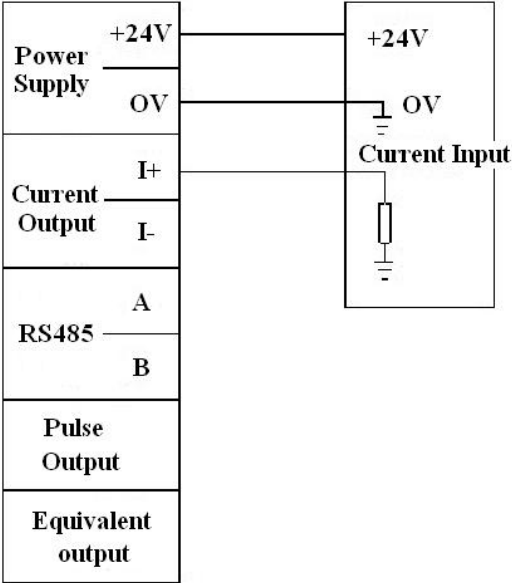 +24V
Power
Supply
OV
I+
Current
Output
I-
A
RS485
B
Pulse
Output
Equivalent
output
+24V
OV
Current Input